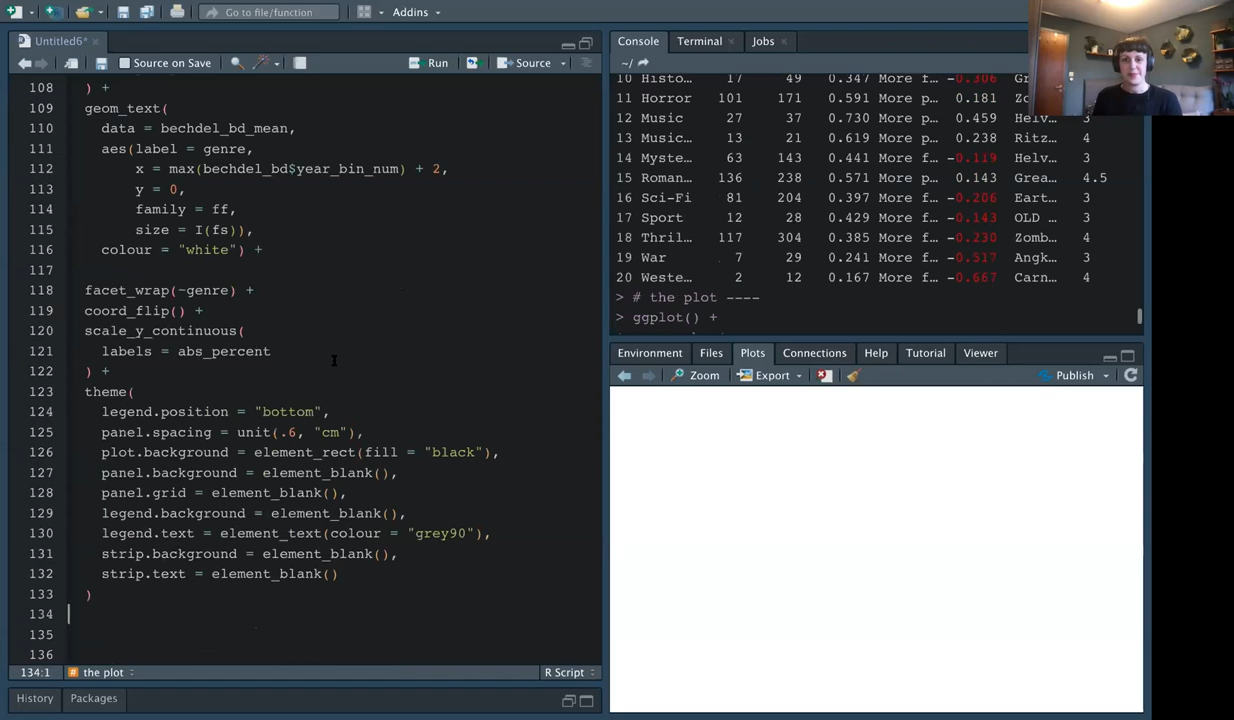 Go to file/function
Addins
Untitled6*
Source on Save
Run
Source
108 ) +
109 geom_text(
110 data = bechdel_bd_mean,
111 aes(label = genre,
112 x = max(bechdel_bd$year_bin_num) + 2,
113 y = 0,
114 family = ff,
115 size = I(fs)),
116 colour = "white") +
117
118 facet_wrap(~genre) +
119 coord_flip() +
120 scale_y_continuous(
121 labels = abs_percent
122 ) +
123 theme(
124 legend.position = "bottom",
125 panel.spacing = unit(.6, "cm"),
126 plot.background = element_rect(fill = "black"),
127 panel.background = element_blank(),
128 panel.grid = element_blank(),
129 legend.background = element_blank(),
130 legend.text = element_text(colour = "grey90"),
131 strip.background = element_blank(),
132 strip.text = element_blank()
133 )
134
135
136
134:1 # the plot R Script
History Packages
Console Terminal Jobs
~/
10 Histo… 17 49 0.347 More f… -0.306 Gr
11 Horror 101 171 0.591 More p… 0.181 Zo
12 Music 27 37 0.730 More p… 0.459 Helv… 3
13 Music… 13 21 0.619 More p… 0.238 Ritz… 4
14 Myste… 63 143 0.441 More f… -0.119 Helv… 3
15 Roman… 136 238 0.571 More p… 0.143 Grea… 4.5
16 Sci-Fi 81 204 0.397 More f… -0.206 Eart… 3
17 Sport 12 28 0.429 More f… -0.143 OLD … 3
18 Thril… 117 304 0.385 More f… -0.230 Zomb… 4
19 War 7 29 0.241 More f… -0.517 Angk… 3
20 Weste… 2 12 0.167 More f… -0.667 Carn… 4
> # the plot ----
> ggplot() +
Environment Files Plots Connections Help Tutorial Viewer
Zoom Export Publish